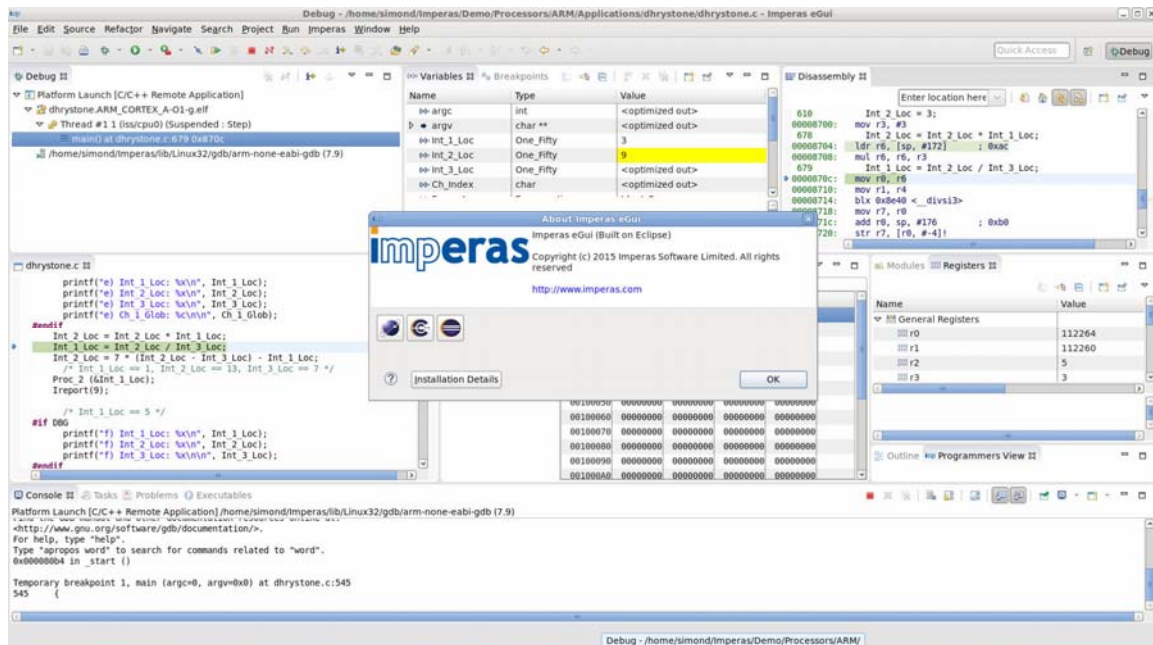 Debug - /home/simond/Imperas/Demo/Processors/ARM/Applications/dhrystone/dhrystone.c - Imperas eGui
File Edit Source Refactor Navigate Search Project Run Imperas Window Help
Quick Access
Debug
Debug
Platform Launch [C/C++ Remote Application]
dhrystone.ARM_CORTEX_A-O1-g.elf
Thread #1 1 (iss/cpu0) (Suspended : Step)
main() at dhrystone.c:679 0x870c
/home/simond/Imperas/lib/Linux32/gdb/arm-none-eabi-gdb (7.9)
Variables Breakpoints
Name Type Value
argc int <optimized out>
argv char ** <optimized out>
Int_1_Loc One_Fifty 3
Int_2_Loc One_Fifty 9
Int_3_Loc One_Fifty <optimized out>
Ch_Index char <optimized out>
Disassembly
Enter location here
610 Int_2_Loc = 3;
00008700: mov r3, #3
678 Int_2_Loc = Int_2_Loc * Int_1_Loc;
00008704: ldr r6, [sp, #172] ; 0xac
00008708: mul r6, r6, r3
679 Int_1_Loc = Int_2_Loc / Int_3_Loc;
0000870c: mov r0, r6
00008710: mov r1, r4
00008714: blx 0x8e40 <__divsi3>
8718: mov r7, r0
71c: add r0, sp, #176 ; 0xb0
720: str r7, [r0, #-4]!
About Imperas eGui
imperas
Imperas eGui (Built on Eclipse)
Copyright (c) 2015 Imperas Software Limited. All rights
reserved
http://www.imperas.com
Installation Details
OK
dhrystone.c
printf("e) Int_1_Loc: %x\n", Int_1_Loc);
printf("e) Int_2_Loc: %x\n", Int_2_Loc);
printf("e) Int_3_Loc: %x\n", Int_3_Loc);
printf("e) Ch_1_Glob: %c\n\n", Ch_1_Glob);
#endif
Int_2_Loc = Int_2_Loc * Int_1_Loc;
Int_1_Loc = Int_2_Loc / Int_3_Loc;
Int_2_Loc = 7 * (Int_2_Loc - Int_3_Loc) - Int_1_Loc;
/* Int_1_Loc == 1, Int_2_Loc == 13, Int_3_Loc == 7 */
Proc_2 (&Int_1_Loc);
Ireport(9);
/* Int_1_Loc == 5 */
#if DBG
printf("f) Int_1_Loc: %x\n", Int_1_Loc);
printf("f) Int_2_Loc: %x\n", Int_2_Loc);
printf("f) Int_3_Loc: %x\n\n", Int_3_Loc);
#endif
00100050 00000000 00000000 00000000 00000000
00100060 00000000 00000000 00000000 00000000
00100070 00000000 00000000 00000000 00000000
00100080 00000000 00000000 00000000 00000000
00100090 00000000 00000000 00000000 00000000
001000A0 00000000 00000000 00000000 00000000
Modules Registers
Name Value
General Registers
r0 112264
r1 112260
r2 5
r3 3
Outline Programmers View
Console Tasks Problems Executables
Platform Launch [C/C++ Remote Application] /home/simond/Imperas/lib/Linux32/gdb/arm-none-eabi-gdb (7.9)
<http://www.gnu.org/software/gdb/documentation/>.
For help, type "help".
Type "apropos word" to search for commands related to "word".
0x000000b4 in _start ()
Temporary breakpoint 1, main (argc=0, argv=0x0) at dhrystone.c:545
545 {
Debug - /home/simond/Imperas/Demo/Processors/ARM/